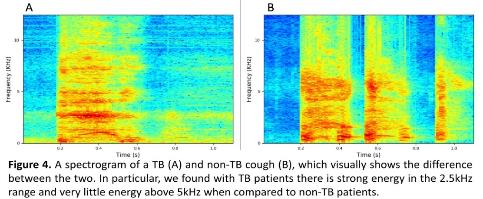 A
B
Frequency (KHz)
10
5
0
0.2 0.4 0.6 0.8 1.0
Time (s)
Frequency (KHz)
10
5
0
0.2 0.4 0.6 0.8 1.0
Time (s)
Figure 4. A spectrogram of a TB (A) and non-TB cough (B), which visually shows the difference
between the two. In particular, we found with TB patients there is strong energy in the 2.5kHz
range and very little energy above 5kHz when compared to non-TB patients.